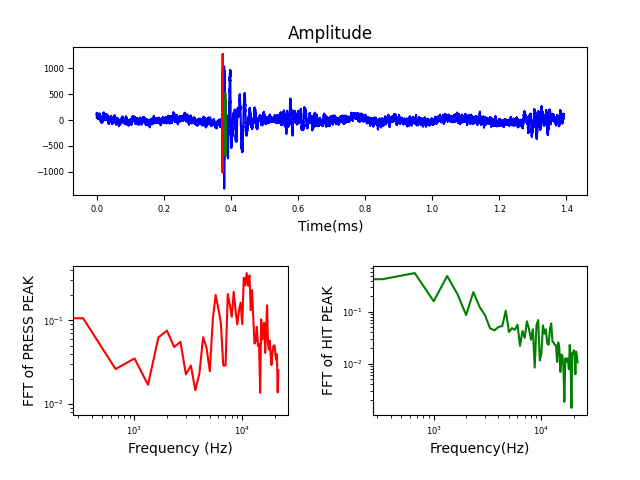 Amplitude
1000
500
0
−500
−1000
0.0 0.2 0.4 0.6 0.8 1.0 1.2 1.4
Time(ms)
FFT of PRESS PEAK
10⁻¹
10⁻²
10³ 10⁴
Frequency (Hz)
FFT of HIT PEAK
10⁻¹
10⁻²
10³ 10⁴
Frequency(Hz)